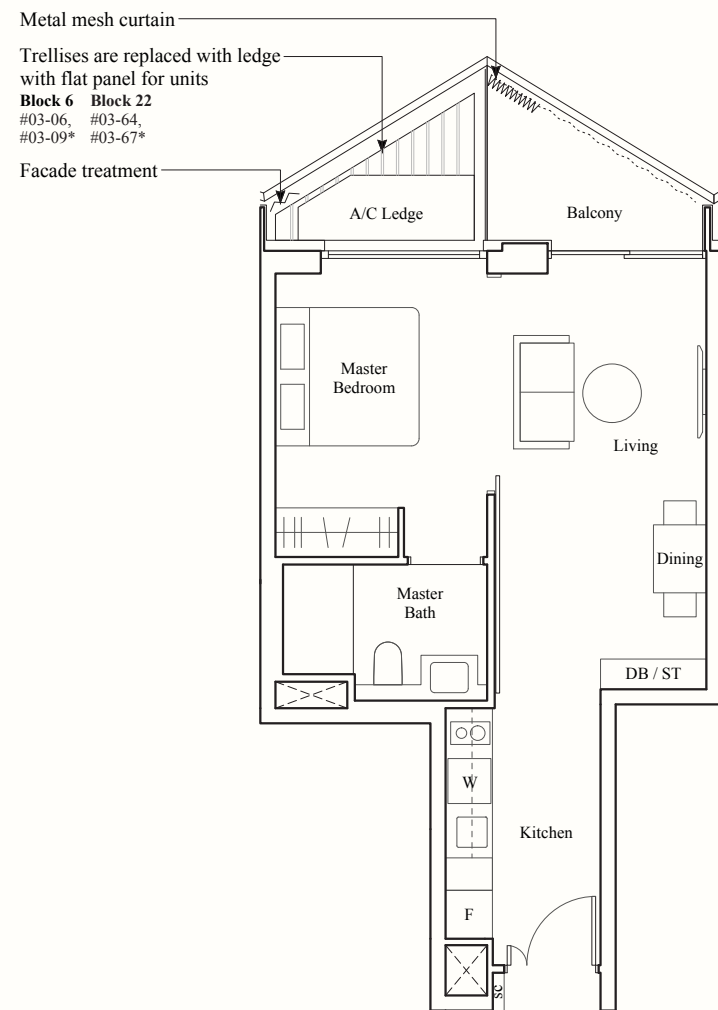 Metal mesh curtain
Trellises are replaced with ledge
with flat panel for units
Block 6 Block 22
#03-06, #03-64,
#03-09* #03-67*
Facade treatment
A/C Ledge
Balcony
Master
Bedroom
Living
Dining
Master
Bath
DB / ST
W
Kitchen
F
SC